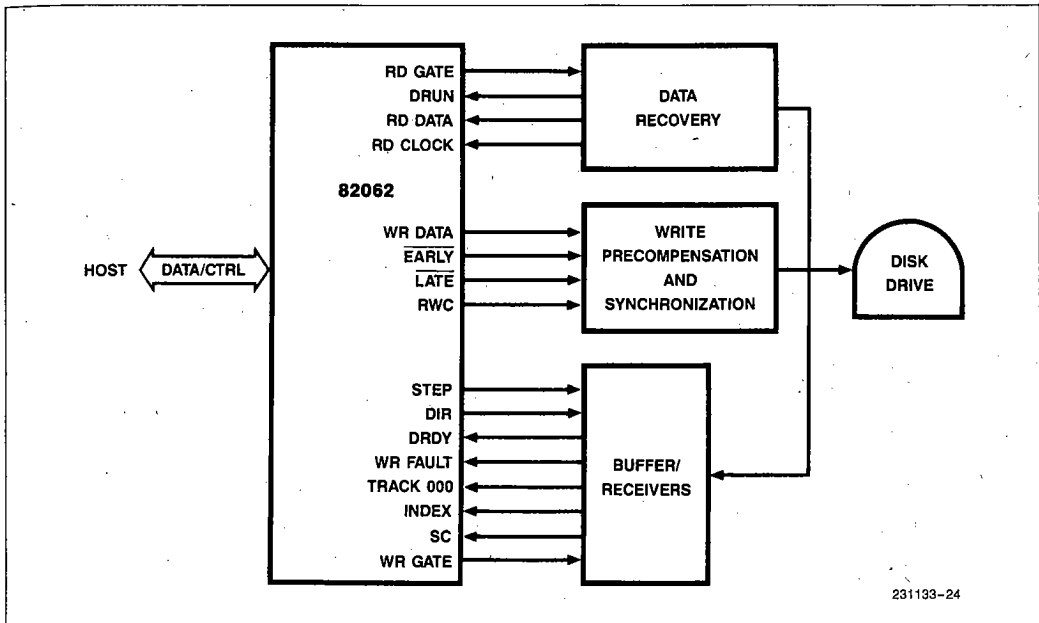 RD GATE
DRUN
RD DATA
RD CLOCK
82062
WR DATA
EARLY
LATE
RWC
STEP
DIR
DRDY
WR FAULT
TRACK 000
INDEX
SC
WR GATE
HOST
DATA/CTRL
DATA
RECOVERY
WRITE
PRECOMPENSATION
AND
SYNCHRONIZATION
BUFFER/
RECEIVERS
DISK
DRIVE
231133-24